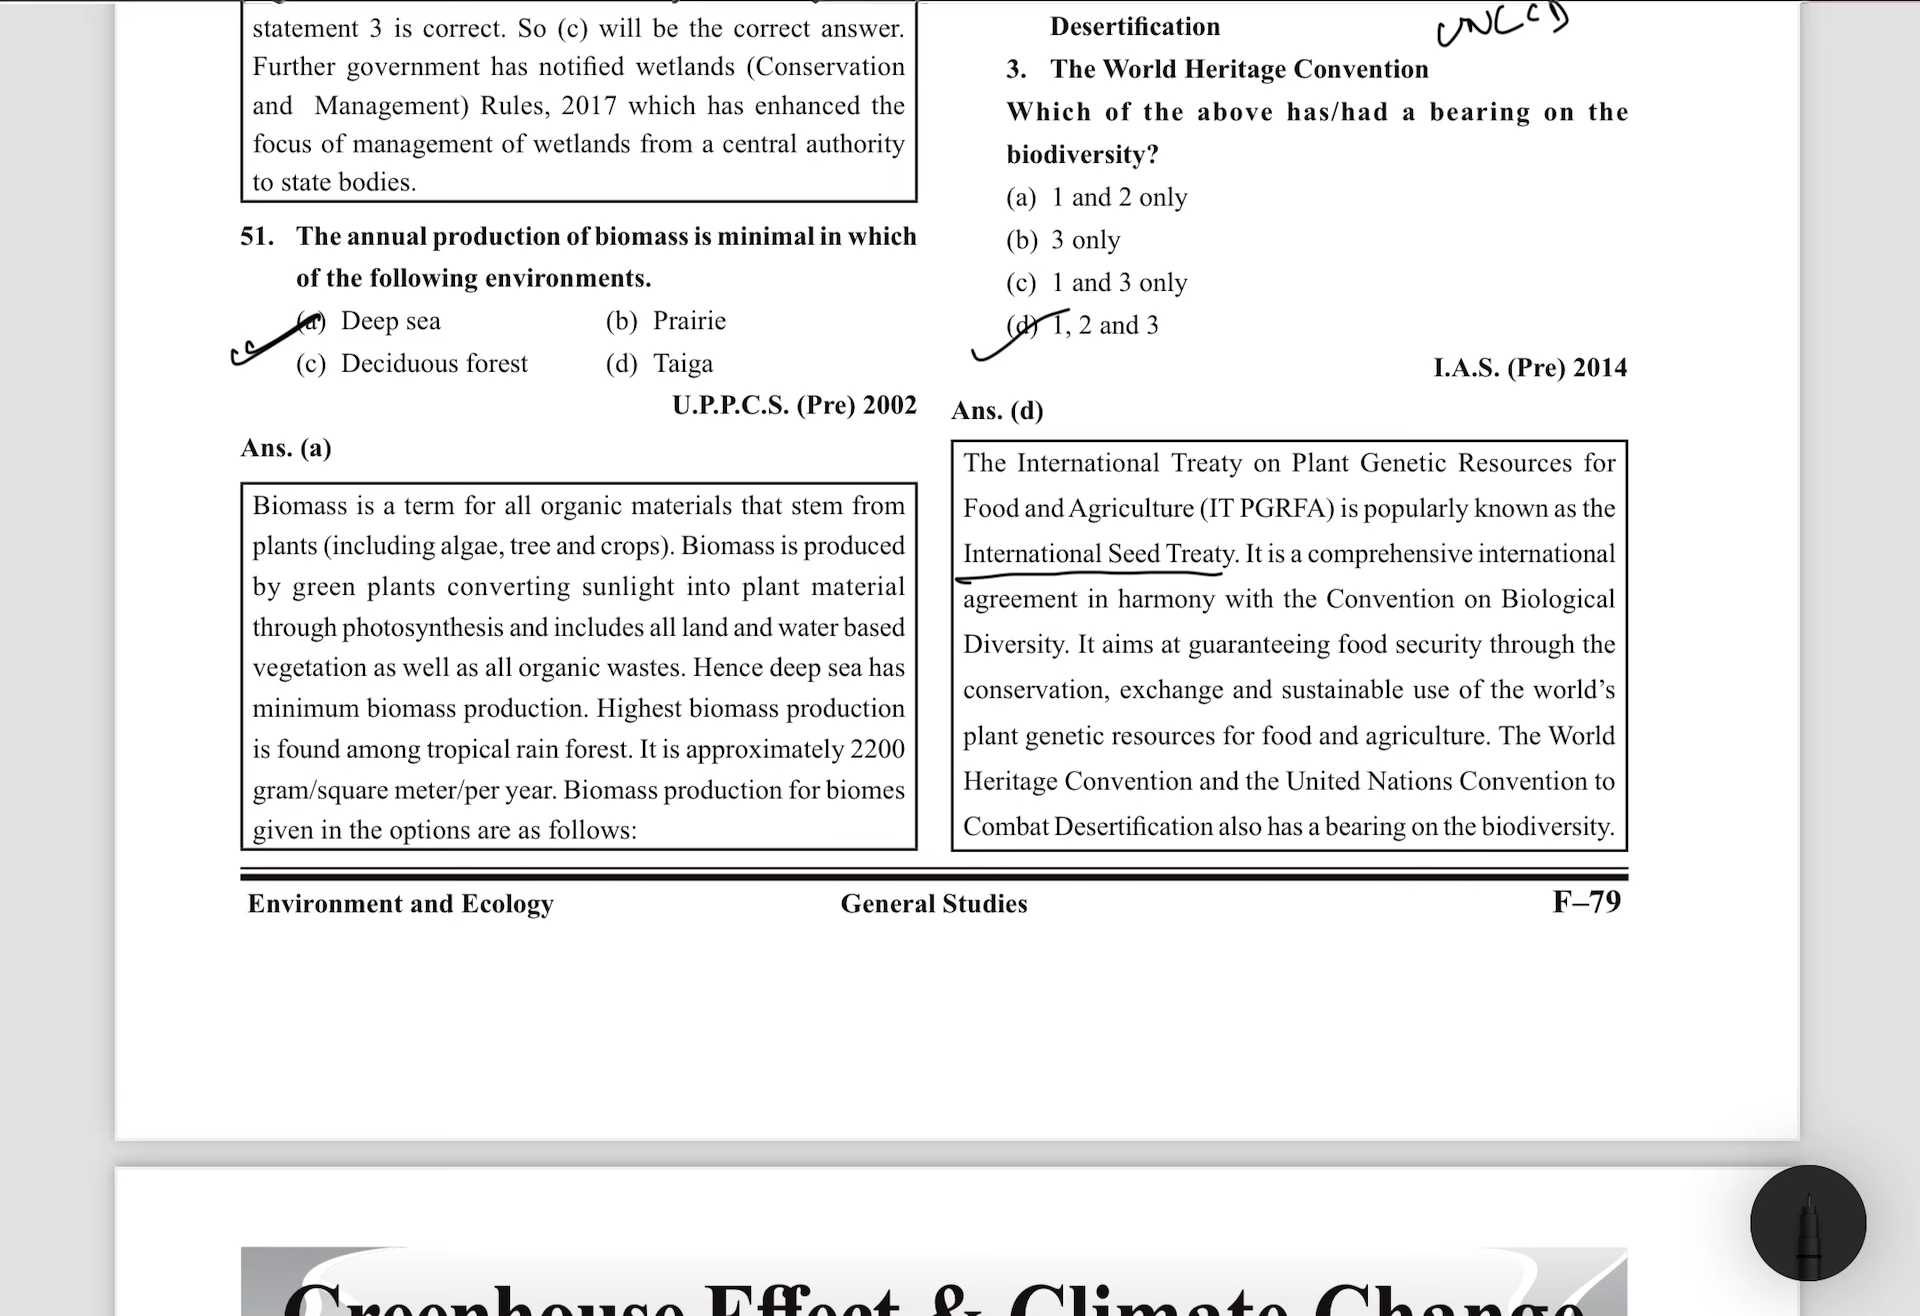 statement 3 is correct. So (c) will be the correct answer.
Further government has notified wetlands (Conservation
and Management) Rules, 2017 which has enhanced the
focus of management of wetlands from a central authority
to state bodies.
51. The annual production of biomass is minimal in which
of the following environments.
(a) Deep sea (b) Prairie
(c) Deciduous forest (d) Taiga
U.P.P.C.S. (Pre) 2002
Ans. (a)
Biomass is a term for all organic materials that stem from
plants (including algae, tree and crops). Biomass is produced
by green plants converting sunlight into plant material
through photosynthesis and includes all land and water based
vegetation as well as all organic wastes. Hence deep sea has
minimum biomass production. Highest biomass production
is found among tropical rain forest. It is approximately 2200
gram/square meter/per year. Biomass production for biomes
given in the options are as follows:
Desertification UNCCD
3. The World Heritage Convention
Which of the above has/had a bearing on the
biodiversity?
(a) 1 and 2 only
(b) 3 only
(c) 1 and 3 only
(d) 1, 2 and 3
I.A.S. (Pre) 2014
Ans. (d)
The International Treaty on Plant Genetic Resources for
Food and Agriculture (IT PGRFA) is popularly known as the
International Seed Treaty. It is a comprehensive international
agreement in harmony with the Convention on Biological
Diversity. It aims at guaranteeing food security through the
conservation, exchange and sustainable use of the world's
plant genetic resources for food and agriculture. The World
Heritage Convention and the United Nations Convention to
Combat Desertification also has a bearing on the biodiversity.
Environment and Ecology General Studies F–79
Greenhouse Effect & Climate Change